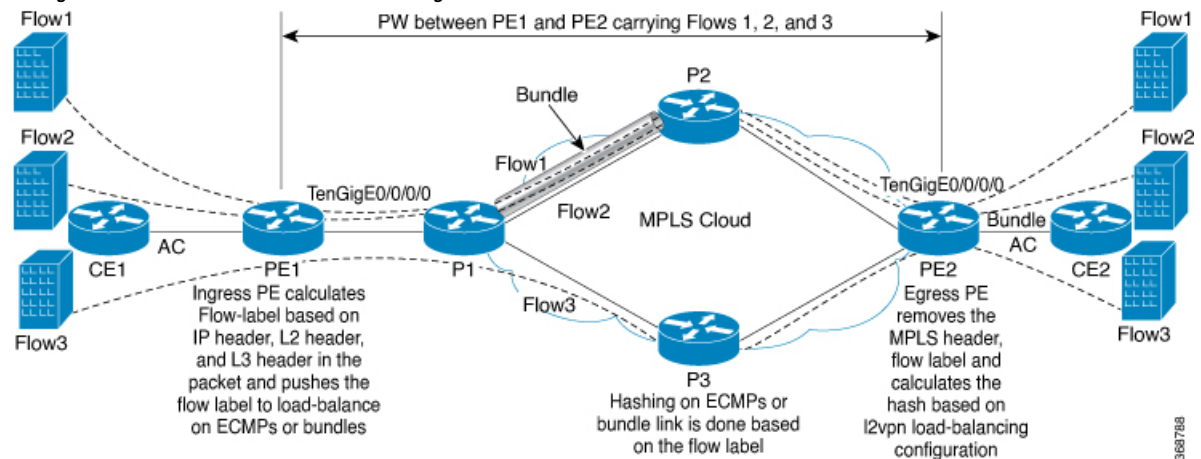 Flow1
PW between PE1 and PE2 carrying Flows 1, 2, and 3
Flow1
P2
Bundle
Flow2
Flow1
Flow2
TenGigE0/0/0/0
Flow2
MPLS Cloud
TenGigE0/0/0/0
Bundle
AC
AC
CE1
PE1
P1
PE2
CE2
Flow3
Flow3
Flow3
Ingress PE calculates
Flow-label based on
IP header, L2 header,
and L3 header in the
packet and pushes the
flow label to load-balance
on ECMPs or bundles
P3
Hashing on ECMPs or
bundle link is done based
on the flow label
Egress PE
removes the
MPLS header,
flow label and
calculates the
hash based on
l2vpn load-balancing
configuration
368788